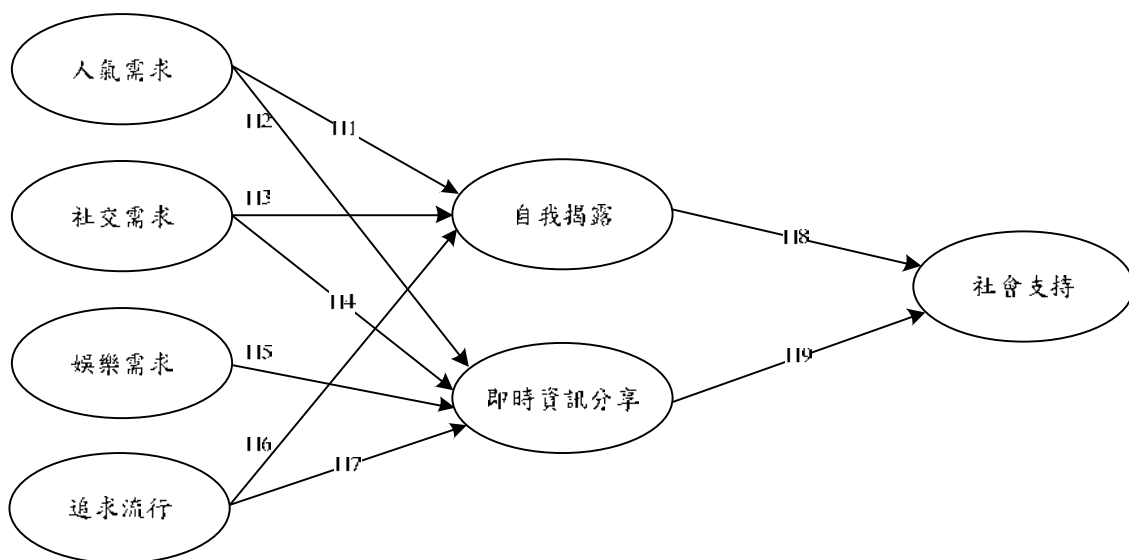 人氣需求
H2
H1
社交需求
H3
自我揭露
H8
社會支持
H4
娛樂需求
H5
H9
即時資訊分享
H6
H7
追求流行